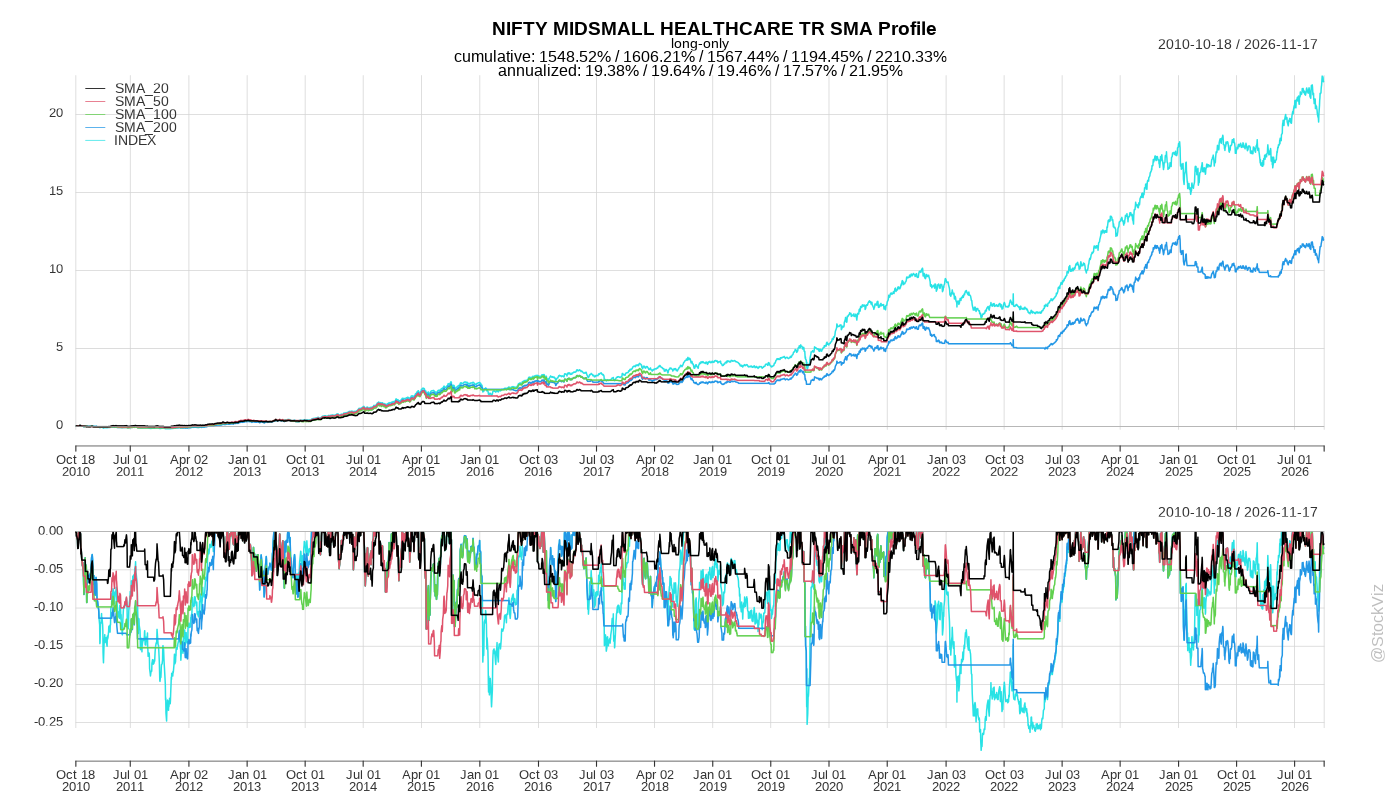 NIFTY MIDSMALL HEALTHCARE TR SMA Profile
long-only
2010-10-18 / 2026-11-17
cumulative: 1548.52% / 1606.21% / 1567.44% / 1194.45% / 2210.33%
annualized: 19.38% / 19.64% / 19.46% / 17.57% / 21.95%
SMA_20
SMA_50
SMA_100
SMA_200
INDEX
20
15
10
5
0
Oct 18 Jul 01 Apr 02 Jan 01 Oct 01 Jul 01 Apr 01 Jan 01 Oct 03 Jul 03 Apr 02 Jan 01 Oct 01 Jul 01 Apr 01 Jan 03 Oct 03 Jul 03 Apr 01 Jan 01 Oct 01 Jul 01
2010 2011 2012 2013 2013 2014 2015 2016 2016 2017 2018 2019 2019 2020 2021 2022 2022 2023 2024 2025 2025 2026
2010-10-18 / 2026-11-17
0.00
-0.05
-0.10
-0.15
-0.20
-0.25
Oct 18 Jul 01 Apr 02 Jan 01 Oct 01 Jul 01 Apr 01 Jan 01 Oct 03 Jul 03 Apr 02 Jan 01 Oct 01 Jul 01 Apr 01 Jan 03 Oct 03 Jul 03 Apr 01 Jan 01 Oct 01 Jul 01
2010 2011 2012 2013 2013 2014 2015 2016 2016 2017 2018 2019 2019 2020 2021 2022 2022 2023 2024 2025 2025 2026
@StockViz